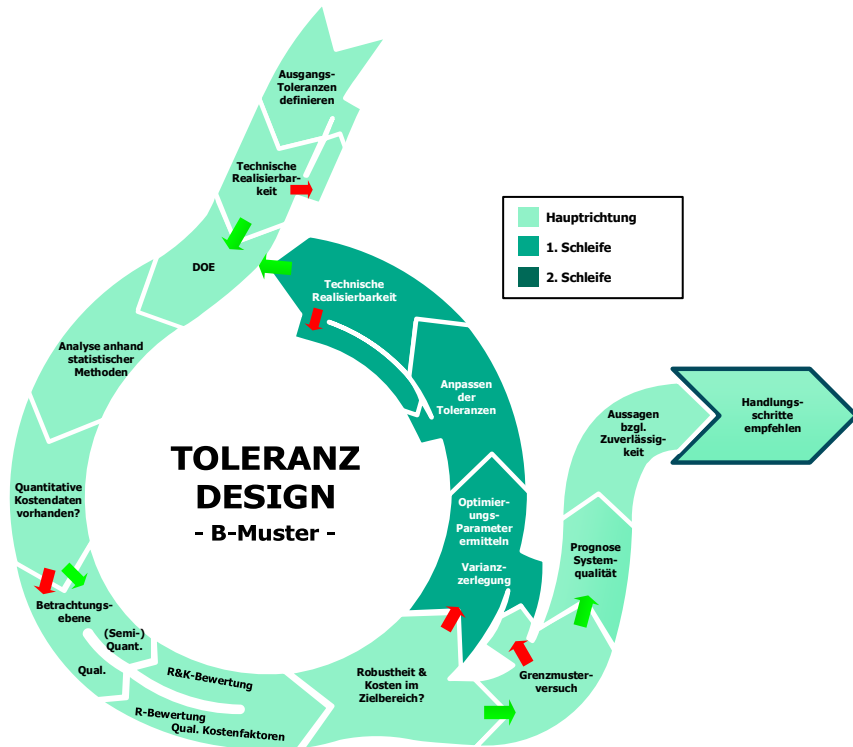 Ausgangs-
Toleranzen
definieren
Technische
Realisierbar-
keit
DOE
Analyse anhand
statistischer
Methoden
Quantitative
Kostendaten
vorhanden?
Betrachtungs-
ebene
(Semi-)
Quant.
Qual.
R&K-Bewertung
R-Bewertung
Qual. Kostenfaktoren
Robustheit &
Kosten im
Zielbereich?
Grenzmuster-
versuch
Optimier-
ungs-
Parameter
ermitteln
Varianz-
zerlegung
Anpassen
der
Toleranzen
Technische
Realisierbarkeit
Prognose
System-
qualität
Aussagen
bzgl.
Zuverlässig-
keit
Handlungs-
schritte
empfehlen
TOLERANZ
DESIGN
- B-Muster -
Hauptrichtung
1. Schleife
2. Schleife